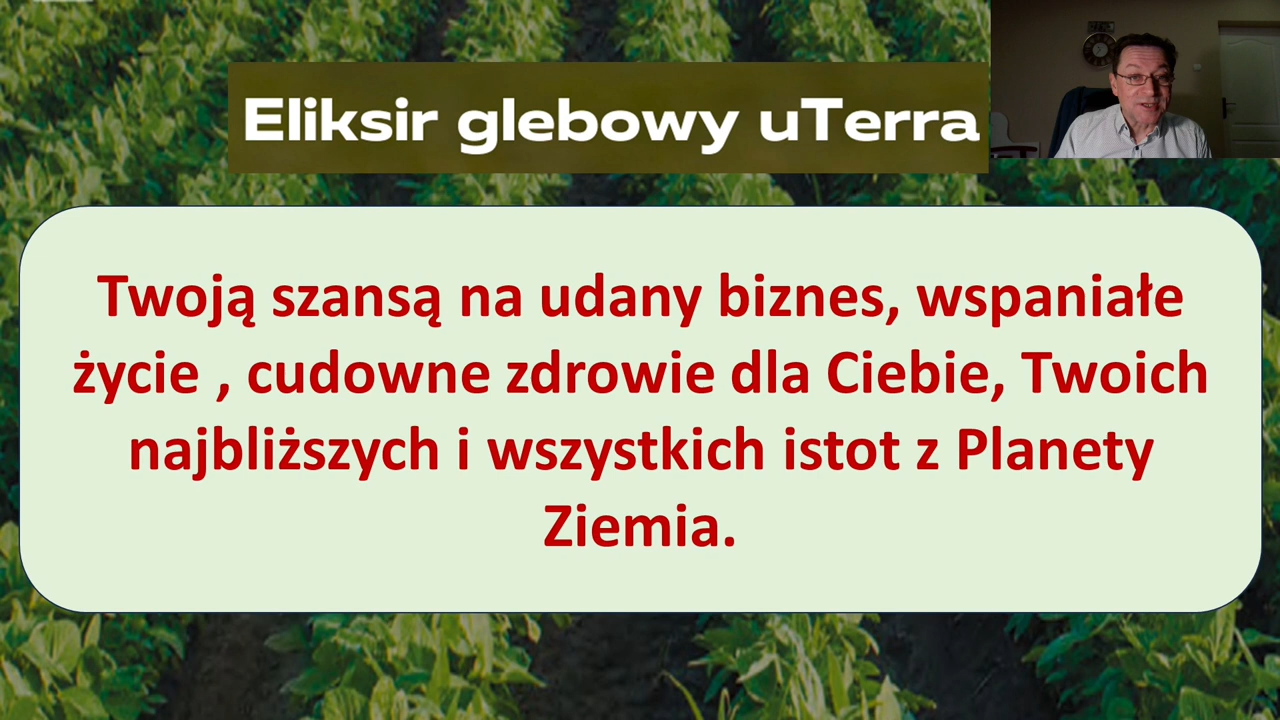 Eliksir glebowy uTerra
Twoją szansą na udany biznes, wspaniałe
życie , cudowne zdrowie dla Ciebie, Twoich
najbliższych i wszystkich istot z Planety
Ziemia.